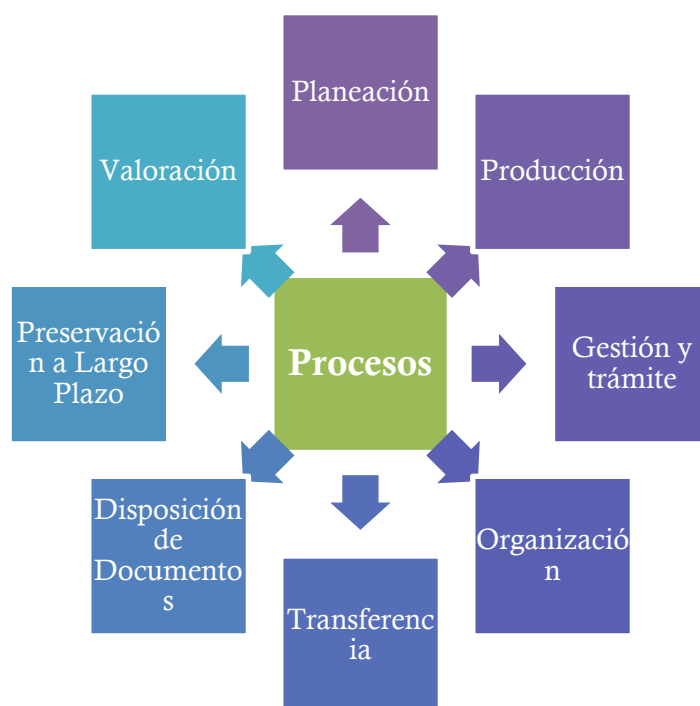 Planeación
Valoración
Producción
Preservació
n a Largo
Plazo
Procesos
Gestión y
trámite
Disposición
de
Documento
s
Organizació
n
Transferenc
ia